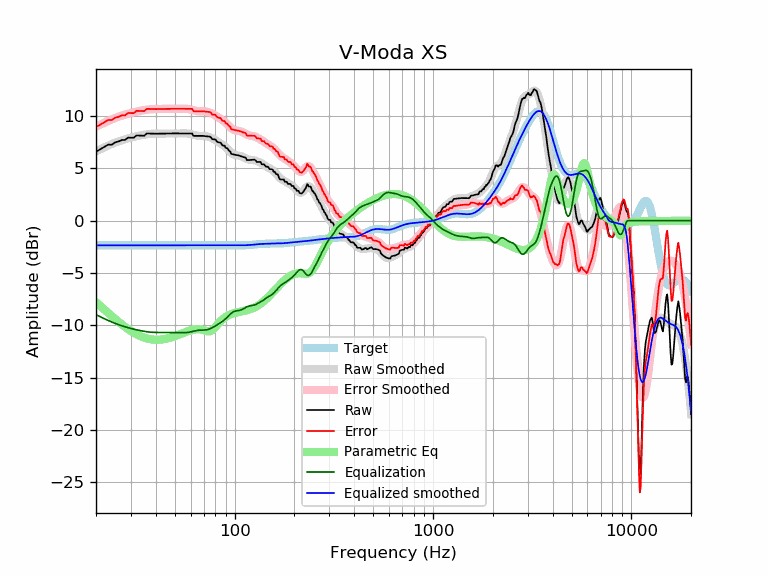 V-Moda XS
Amplitude (dBr)
10
5
0
−5
−10
−15
−20
−25
Target
Raw Smoothed
Error Smoothed
Raw
Error
Parametric Eq
Equalization
Equalized smoothed
100
1000
10000
Frequency (Hz)